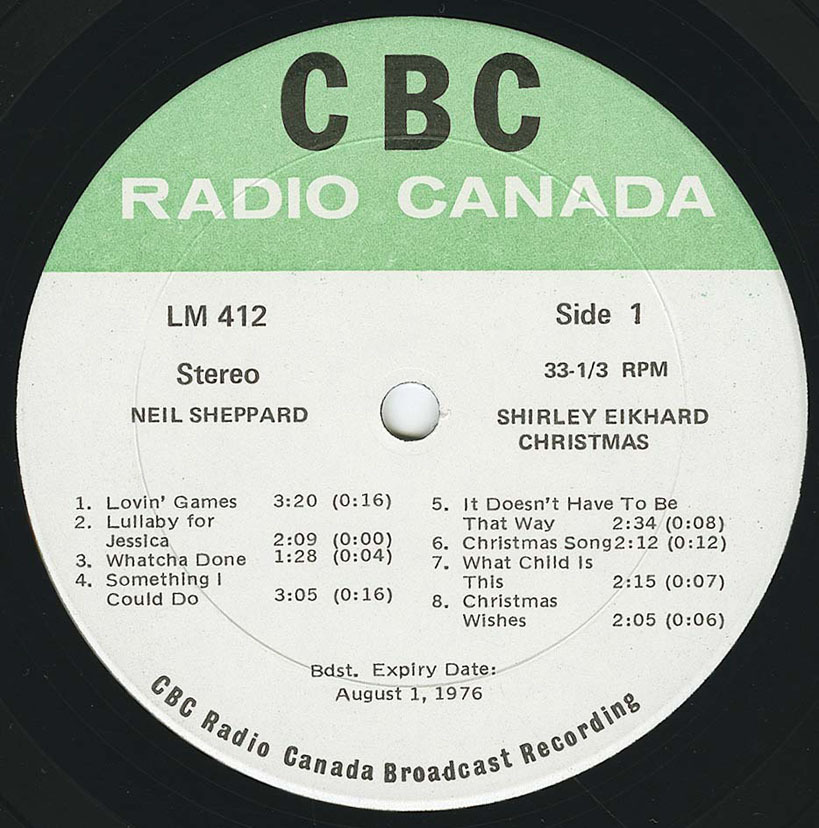 CBC
RADIO CANADA
LM 412
Side 1
Stereo
33-1/3 RPM
NEIL SHEPPARD
SHIRLEY EIKHARD
CHRISTMAS
1. Lovin' Games 3:20 (0:16)
2. Lullaby for
Jessica 2:09 (0:00)
3. Whatcha Done 1:28 (0:04)
4. Something I
Could Do 3:05 (0:16)
5. It Doesn't Have To Be
That Way 2:34 (0:08)
6. Christmas Song 2:12 (0:12)
7. What Child Is
This 2:15 (0:07)
8. Christmas
Wishes 2:05 (0:06)
Bdst. Expiry Date:
August 1, 1976
CBC Radio Canada Broadcast Recording